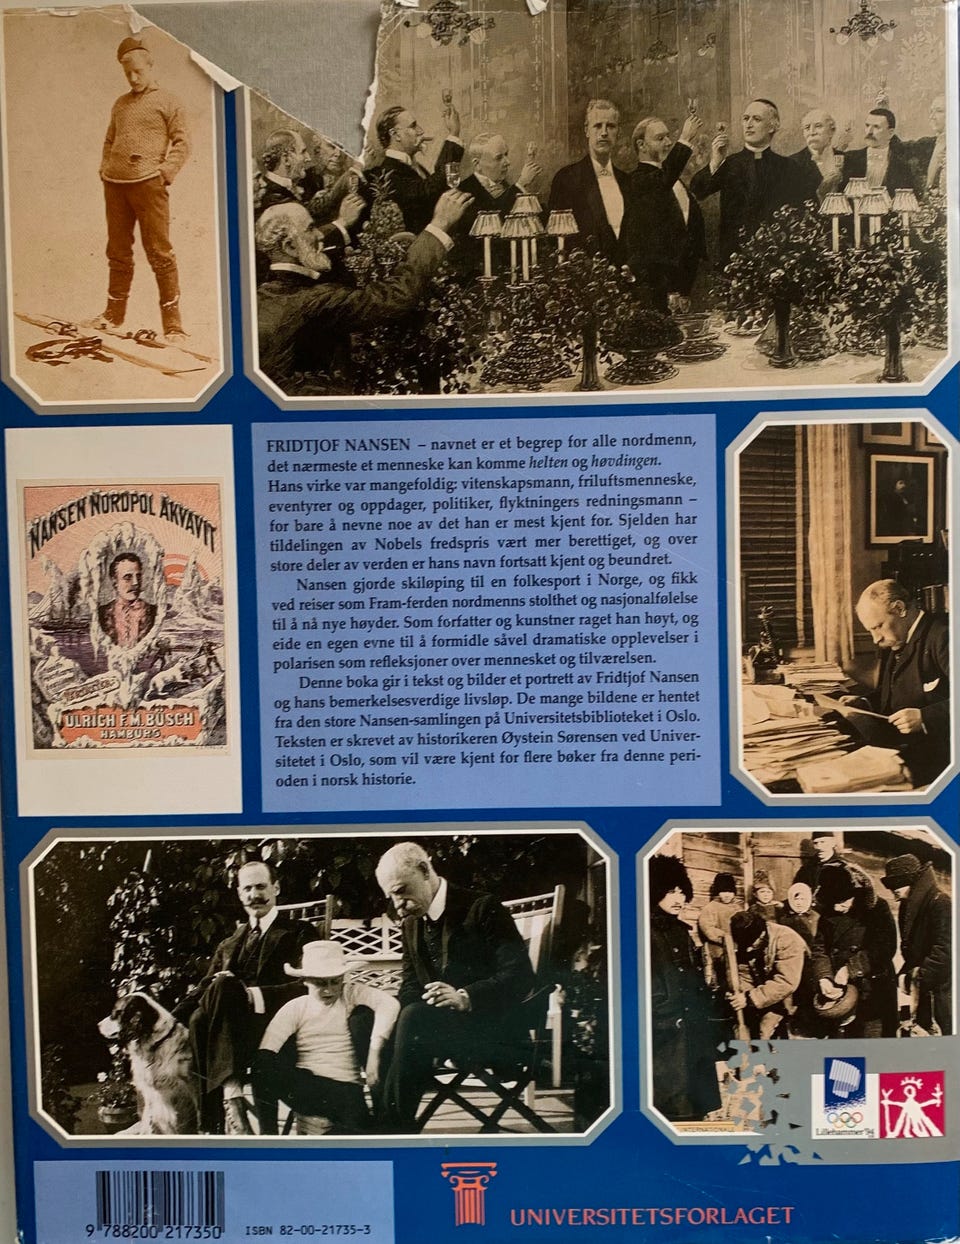 FRIDTJOF NANSEN – navnet er et begrep for alle nordmenn,
det nærmeste et menneske kan komme helten og høvdingen.
Hans virke var mangefoldig: vitenskapsmann, friluftsmenneske,
eventyrer og oppdager, politiker, flyktningers redningsmann –
for bare å nevne noe av det han er mest kjent for. Sjelden har
tildelingen av Nobels fredspris vært mer berettiget, og over
store deler av verden er hans navn fortsatt kjent og beundret.
Nansen gjorde skiløping til en folkesport i Norge, og fikk
ved reiser som Fram-ferden nordmenns stolthet og nasjonalfølelse
til å nå nye høyder. Som forfatter og kunstner raget han høyt, og
eide en egen evne til å formidle såvel dramatiske opplevelser i
polarisen som refleksjoner over mennesket og tilværelsen.
Denne boka gir i tekst og bilder et portrett av Fridtjof Nansen
og hans bemerkelsesverdige livsløp. De mange bildene er hentet
fra den store Nansen-samlingen på Universitetsbiblioteket i Oslo.
Teksten er skrevet av historikeren Øystein Sørensen ved Univer-
sitetet i Oslo, som vil være kjent for flere bøker fra denne peri-
oden i norsk historie.
NANSEN NORDPOL AKVAVIT
ULRICH F.M. BÜSCH
HAMBURG
INTERNATIONALE
Lillehammer'94
9 788200 217350
ISBN 82-00-21735-3
UNIVERSITETSFORLAGET